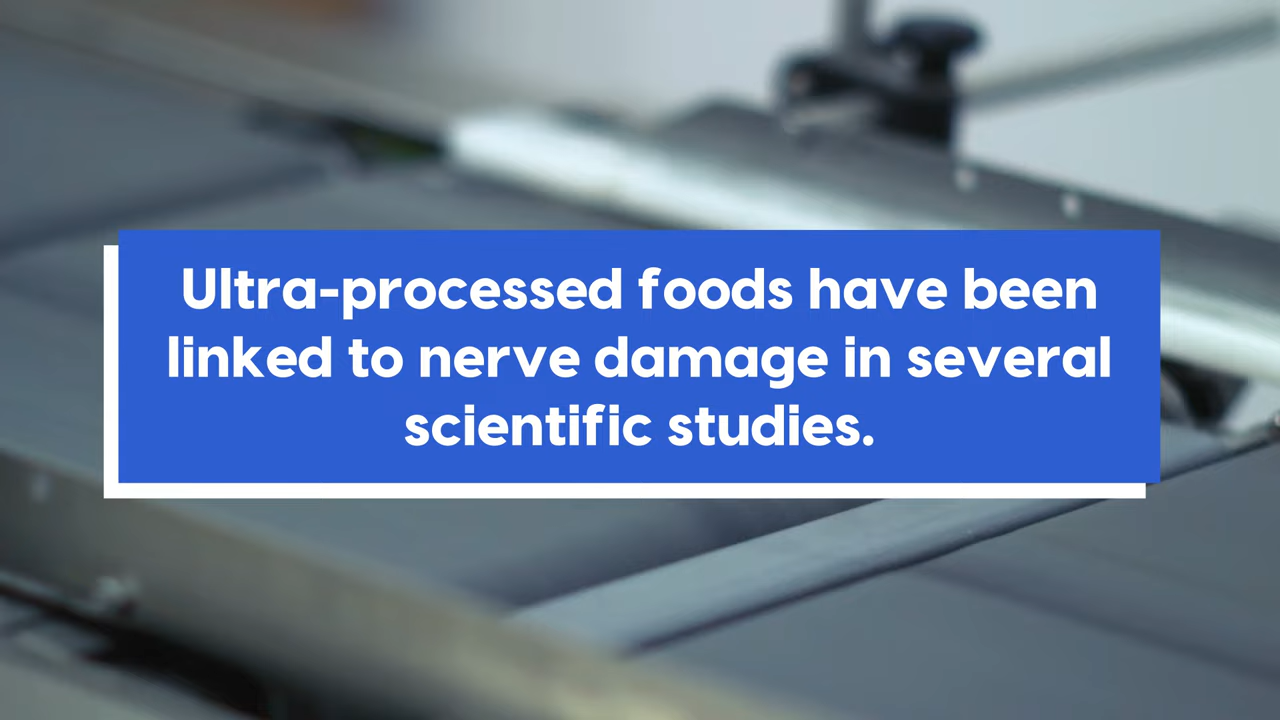 Ultra-processed foods have been
linked to nerve damage in several
scientific studies.